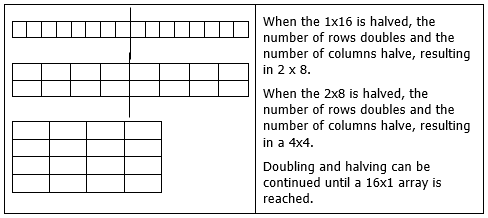 When the 1x16 is halved, the
number of rows doubles and the
number of columns halve, resulting
in 2 x 8.
When the 2x8 is halved, the
number of rows doubles and the
number of columns halve, resulting
in a 4x4.
Doubling and halving can be
continued until a 16x1 array is
reached.